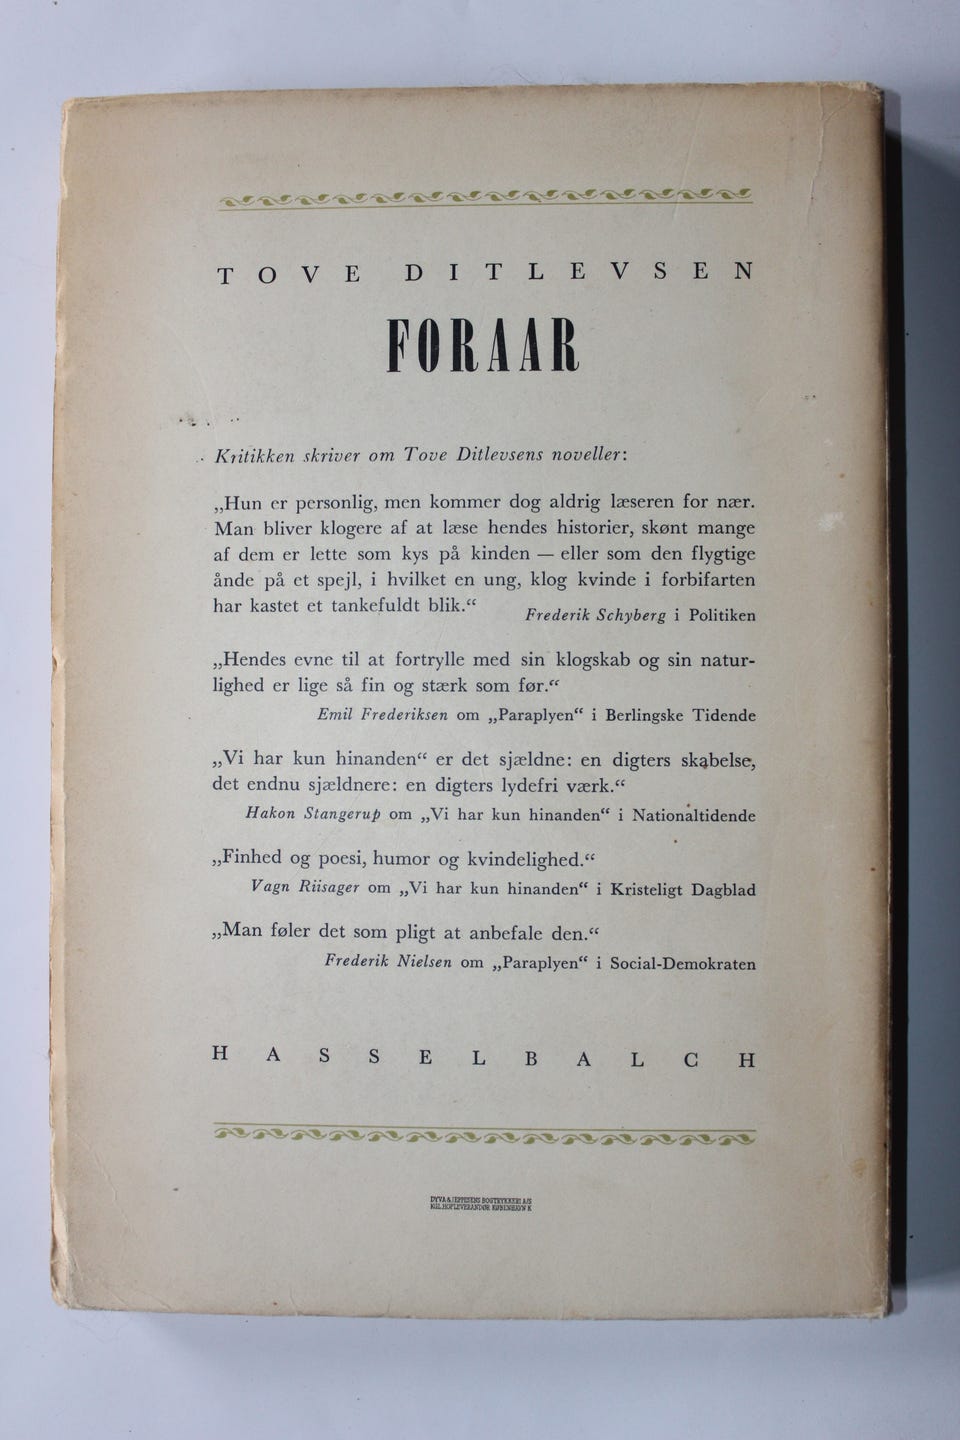 TOVE DITLEVSEN
FORAAR
Kritikken skriver om Tove Ditlevsens noveller:
„Hun er personlig, men kommer dog aldrig læseren for nær.
Man bliver klogere af at læse hendes historier, skønt mange
af dem er lette som kys på kinden — eller som den flygtige
ånde på et spejl, i hvilket en ung, klog kvinde i forbifarten
har kastet et tankefuldt blik.“
Frederik Schyberg i Politiken
„Hendes evne til at fortrylle med sin klogskab og sin natur-
lighed er lige så fin og stærk som før.“
Emil Frederiksen om „Paraplyen“ i Berlingske Tidende
„Vi har kun hinanden“ er det sjældne: en digters skabelse,
det endnu sjældnere: en digters lydefri værk.“
Hakon Stangerup om „Vi har kun hinanden“ i Nationaltidende
„Finhed og poesi, humor og kvindelighed.“
Vagn Riisager om „Vi har kun hinanden“ i Kristeligt Dagblad
„Man føler det som pligt at anbefale den.“
Frederik Nielsen om „Paraplyen“ i Social-Demokraten
HASSELBALCH
DYVA & JEPPESENS BOGTRYKKERI A/S
KGL. HOFLEVERANDØR KØBENHAVN K